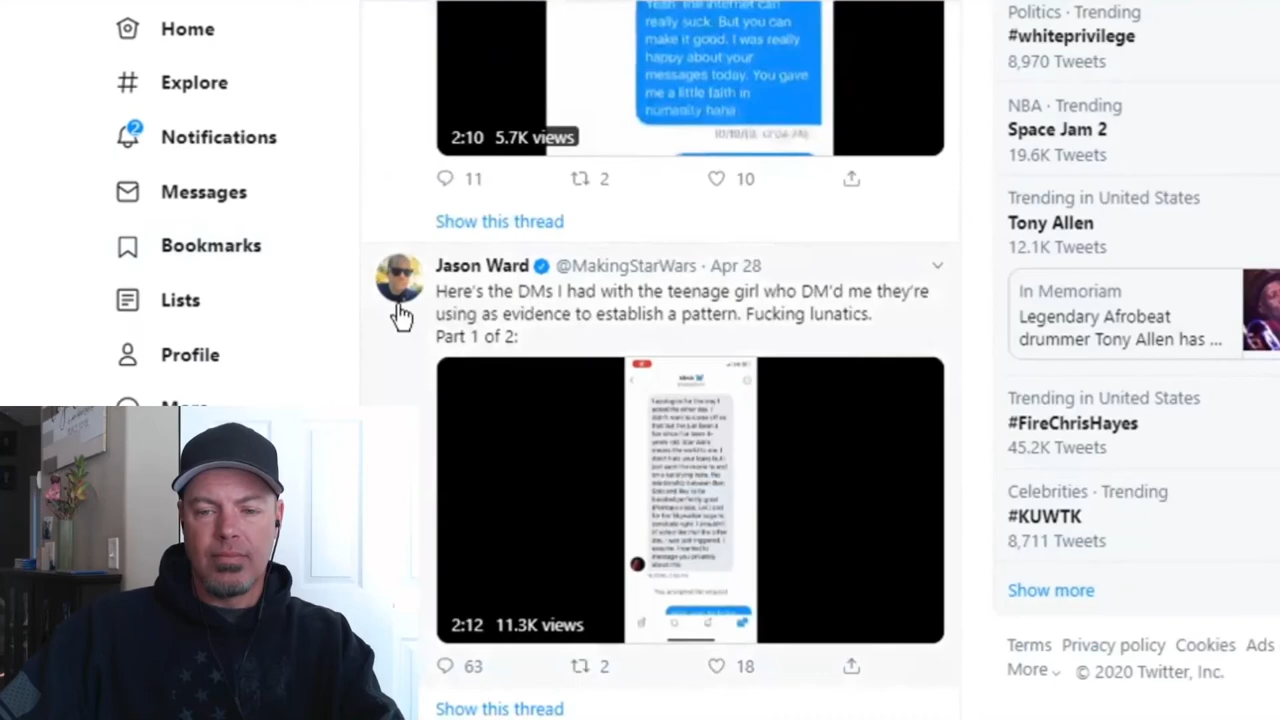 Home
Explore
2
Notifications
Messages
Bookmarks
Lists
Profile
Yeah the internet can
really suck. But you can
make it good. I was really
happy about your
messages today. You gave
me a little faith in
humanity haha
2:10 5.7K views
11
2
10
Show this thread
Jason Ward @MakingStarWars · Apr 28
Here's the DMs I had with the teenage girl who DM'd me they're
using as evidence to establish a pattern. Fucking lunatics.
Part 1 of 2:
2:12 11.3K views
63
2
18
Show this thread
Politics · Trending
#whiteprivilege
8,970 Tweets
NBA · Trending
Space Jam 2
19.6K Tweets
Trending in United States
Tony Allen
12.1K Tweets
In Memoriam
Legendary Afrobeat
drummer Tony Allen has ...
Trending in United States
#FireChrisHayes
45.2K Tweets
Celebrities · Trending
#KUWTK
8,711 Tweets
Show more
Terms Privacy policy Cookies Ads
More © 2020 Twitter, Inc.